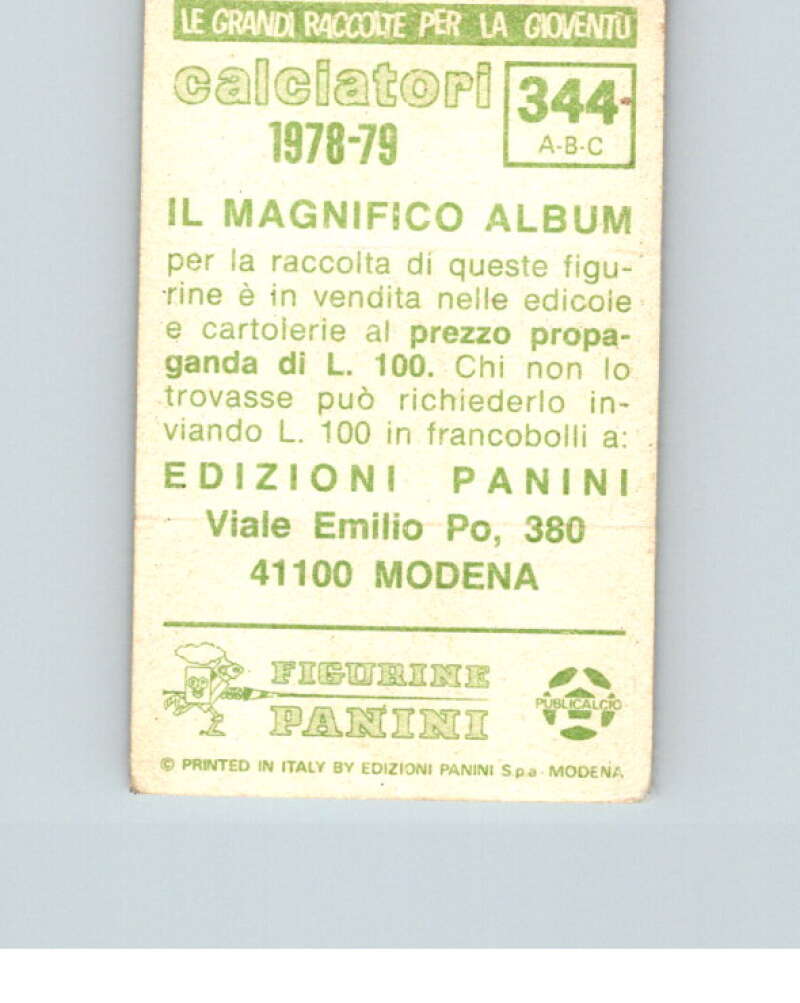 LE GRANDI RACCOLTE PER LA GIOVENTÙ
calciatori
1978-79
344
A-B-C
IL MAGNIFICO ALBUM
per la raccolta di queste figu-
rine è in vendita nelle edicole
e cartolerie al prezzo propa-
ganda di L. 100. Chi non lo
trovasse può richiederlo in-
viando L. 100 in francobolli a:
EDIZIONI PANINI
Viale Emilio Po, 380
41100 MODENA
FIGURINE
PANINI
PUBLICALCIO
© PRINTED IN ITALY BY EDIZIONI PANINI S.p.a. MODENA